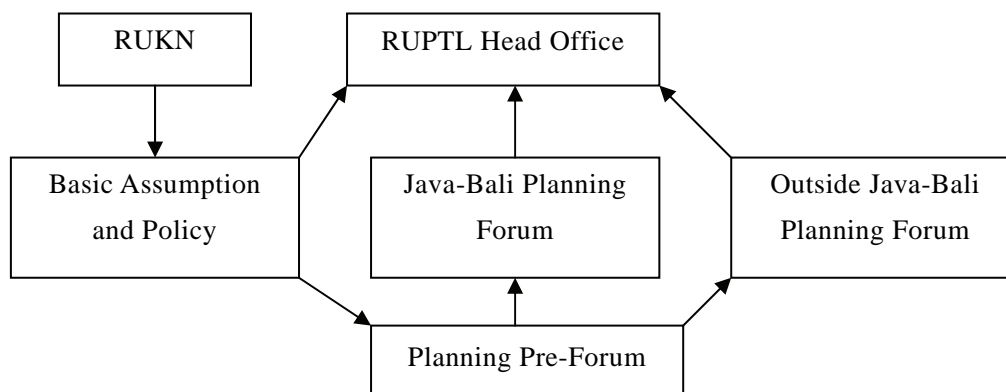 RUKN
RUPTL Head Office
Basic Assumption
and Policy
Java-Bali Planning
Forum
Outside Java-Bali
Planning Forum
Planning Pre-Forum